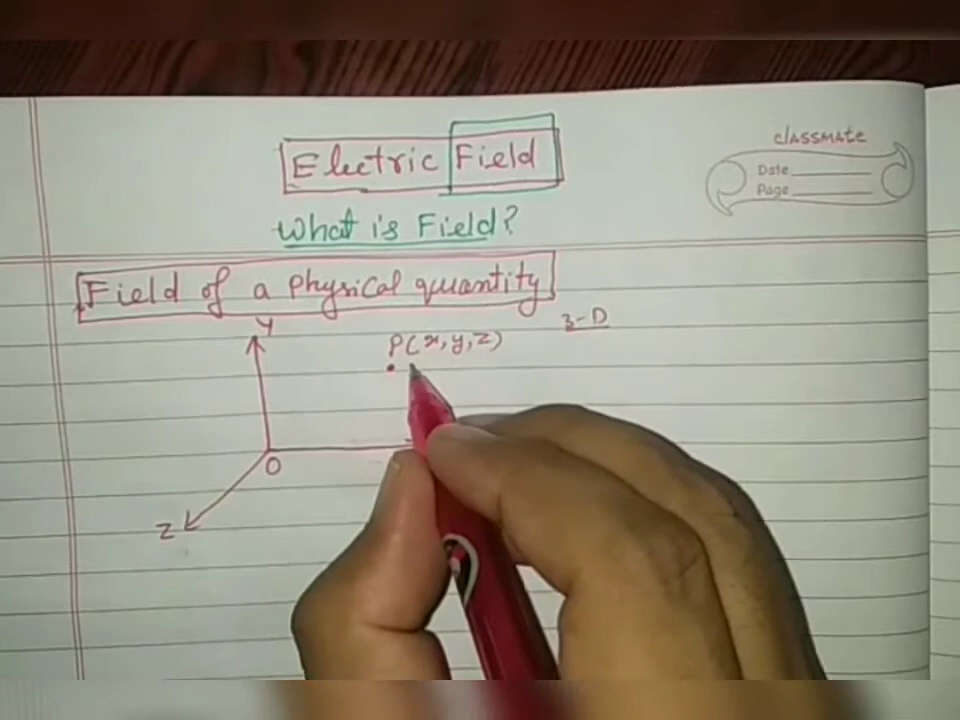 classmate
Date
Page
Electric Field
What is Field?
Field of a physical quantity
3-D
Y
P(x,y,z)
O
Z